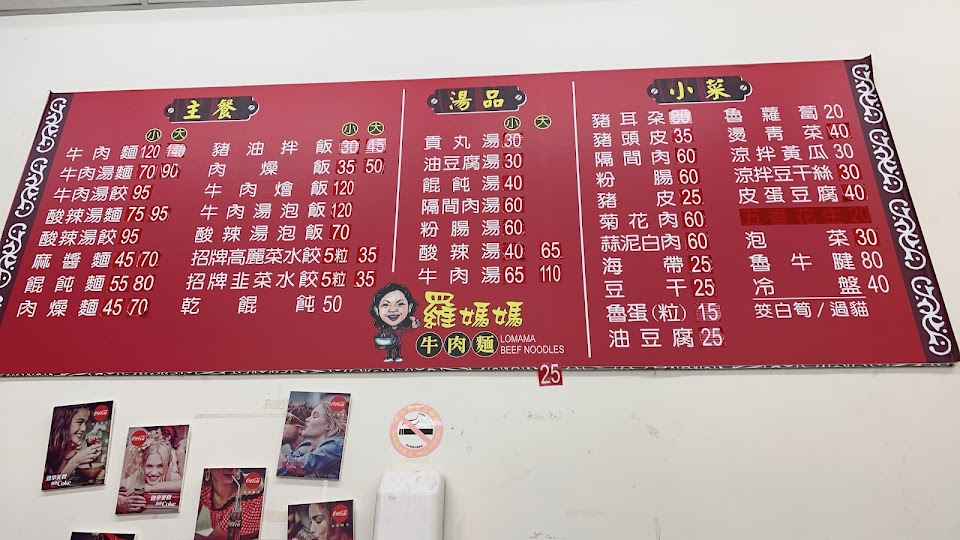 主餐
小 大
牛肉麵 120
牛肉湯麵 70 90
牛肉湯餃 95
酸辣湯麵 75 95
酸辣湯餃 95
麻醬麵 45 70
餛飩麵 55 80
肉燥麵 45 70
小 大
豬油拌飯 30 45
肉燥飯 35 50
牛肉燴飯 120
牛肉湯泡飯 120
酸辣湯泡飯 70
招牌高麗菜水餃 5粒 35
招牌韭菜水餃 5粒 35
乾餛飩 50
湯品
小 大
貢丸湯 30
油豆腐湯 30
餛飩湯 40
隔間肉湯 60
粉腸湯 60
酸辣湯 40 65
牛肉湯 65 110
羅媽媽
牛肉麵
LOMAMA
BEEF NOODLES
小菜
豬耳朵
豬頭皮 35
隔間肉 60
粉腸 60
豬皮 25
菊花肉 60
蒜泥白肉 60
海帶 25
豆干 25
魯蛋(粒) 15
油豆腐 25
魯蘿蔔 20
燙青菜 40
涼拌黃瓜 30
涼拌豆干絲 30
皮蛋豆腐 40
泡菜 30
魯牛腱 80
冷盤 40
筊白筍/過貓
25
Coca-Cola
Coca-Cola
Coca-Cola
Coca-Cola